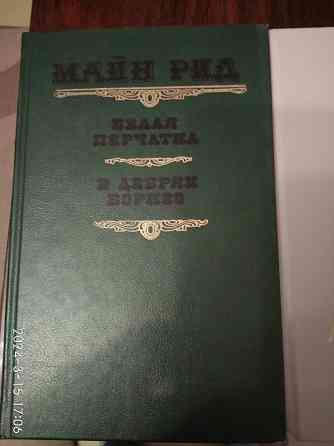 МАЙН РИД
БЕЛАЯ
ПЕРЧАТКА
В ДЕБРЯХ
БОРНЕО
2024-3-15 17:06